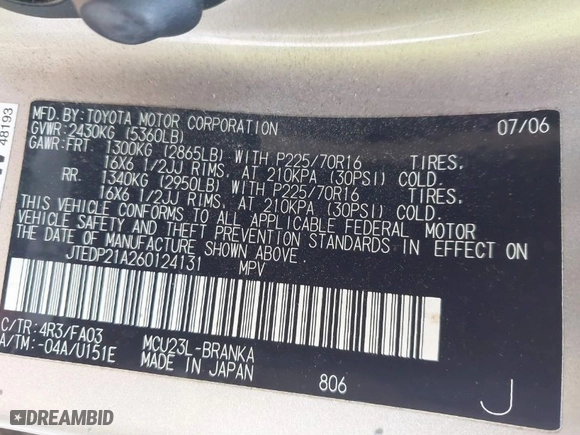 48193
MFD.BY:TOYOTA MOTOR CORPORATION 07/06
GVWR:2430KG (5360LB)
GAWR:FRT. 1300KG (2865LB) WITH P225/70R16 TIRES.
16X6 1/2JJ RIMS, AT 210KPA (30PSI) COLD.
RR. 1340KG (2950LB) WITH P225/70R16 TIRES.
16X6 1/2JJ RIMS, AT 210KPA (30PSI) COLD.
THIS VEHICLE CONFORMS TO ALL APPLICABLE FEDERAL MOTOR
VEHICLE SAFETY AND THEFT PREVENTION STANDARDS IN EFFECT ON
THE DATE OF MANUFACTURE SHOWN ABOVE.
JTEDP21A260124131 MPV
C/TR:4R3/FA03 MCU23L-BRANKA
A/TM:-04A/U151E MADE IN JAPAN 806 J
DREAMBID